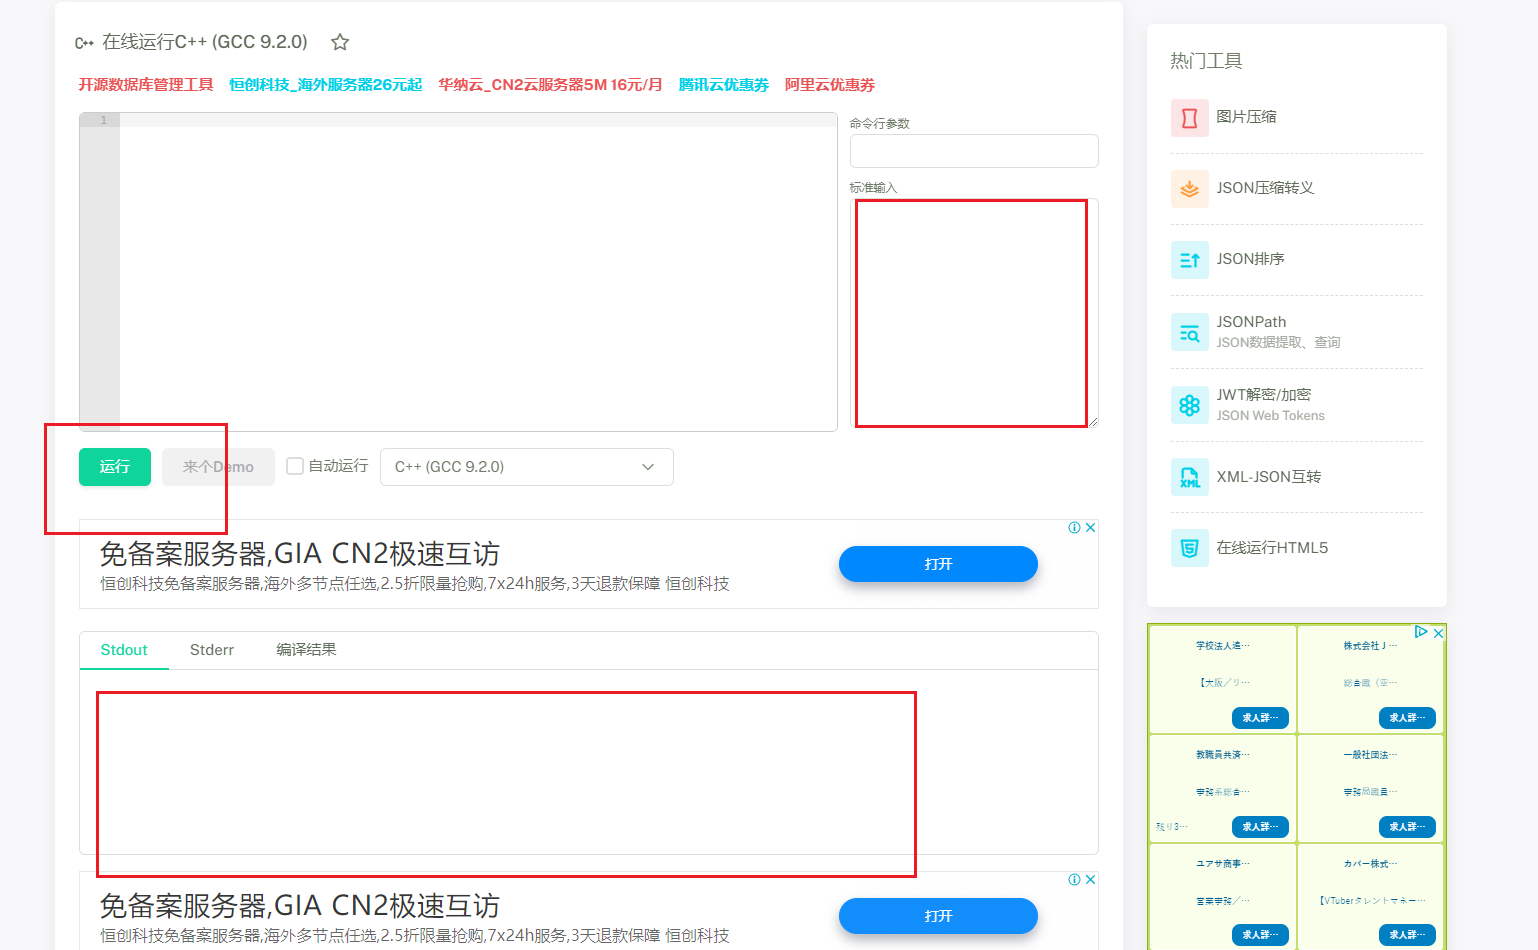 C++ 在线运行C++ (GCC 9.2.0)
开源数据库管理工具 恒创科技_海外服务器26元起 华纳云_CN2云服务器5M 16元/月 腾讯云优惠券 阿里云优惠券
1
命令行参数
标准输入
运行 来个Demo 自动运行 C++ (GCC 9.2.0)
免备案服务器,GIA CN2极速互访
恒创科技免备案服务器,海外多节点任选,2.5折限量抢购,7x24h服务,3天退款保障 恒创科技
打开
Stdout Stderr 编译结果
免备案服务器,GIA CN2极速互访
恒创科技免备案服务器,海外多节点任选,2.5折限量抢购,7x24h服务,3天退款保障 恒创科技
打开
热门工具
图片压缩
JSON压缩转义
JSON排序
JSONPath
JSON数据提取、查询
JWT解密/加密
JSON Web Tokens
XML
XML-JSON互转
在线运行HTML5
学校法人追…
【大阪／リ…
求人詳…
株式会社Ｊ…
総合職（空…
求人詳…
教職員共済…
事務系総合…
残り3…
求人詳…
一般社団法…
事務局職員…
求人詳…
ユアサ商事…
営業事務／…
求人詳…
カバー株式…
【VTuberタレントマネー…
求人詳…